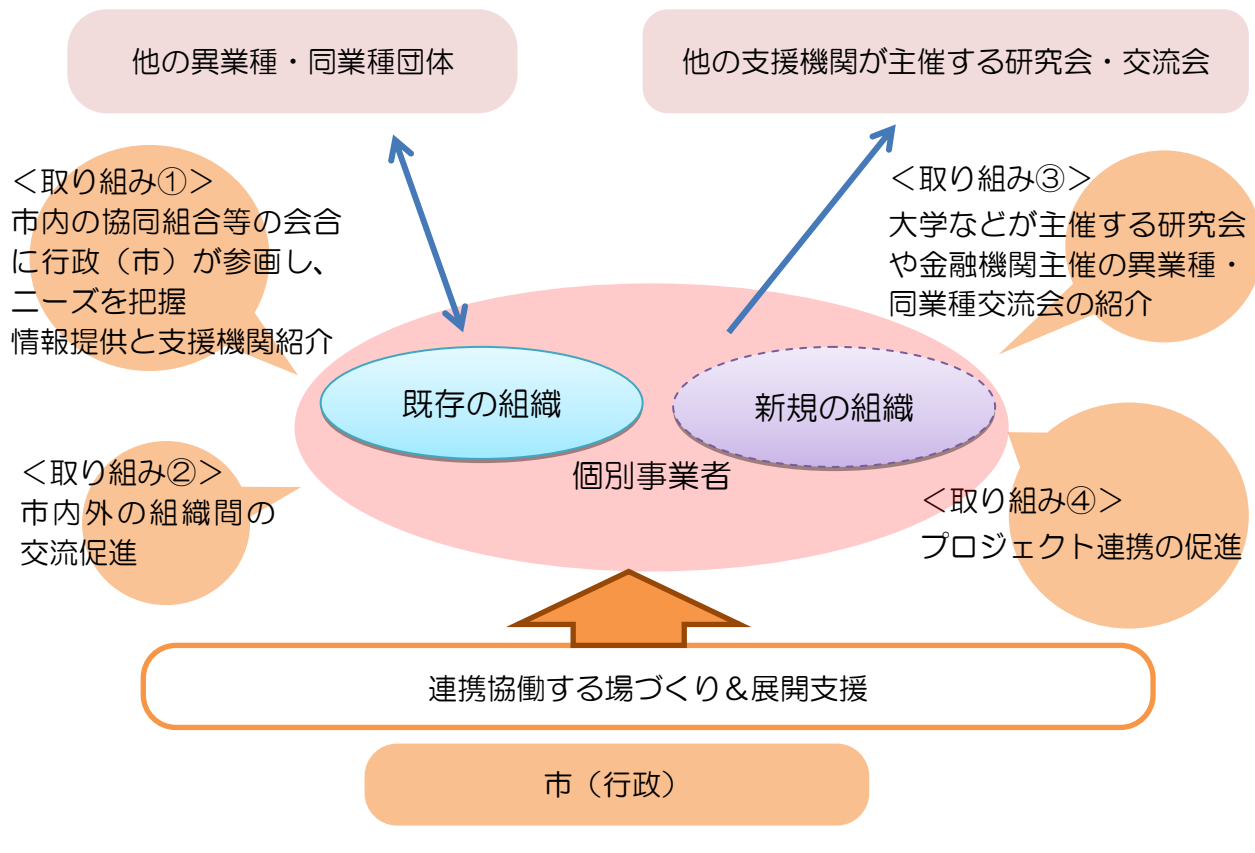 他の異業種・同業種団体
他の支援機関が主催する研究会・交流会
＜取り組み①＞
市内の協同組合等の会合
に行政（市）が参画し、
ニーズを把握
情報提供と支援機関紹介
＜取り組み③＞
大学などが主催する研究会
や金融機関主催の異業種・
同業種交流会の紹介
既存の組織
新規の組織
個別事業者
＜取り組み②＞
市内外の組織間の
交流促進
＜取り組み④＞
プロジェクト連携の促進
連携協働する場づくり＆展開支援
市（行政）